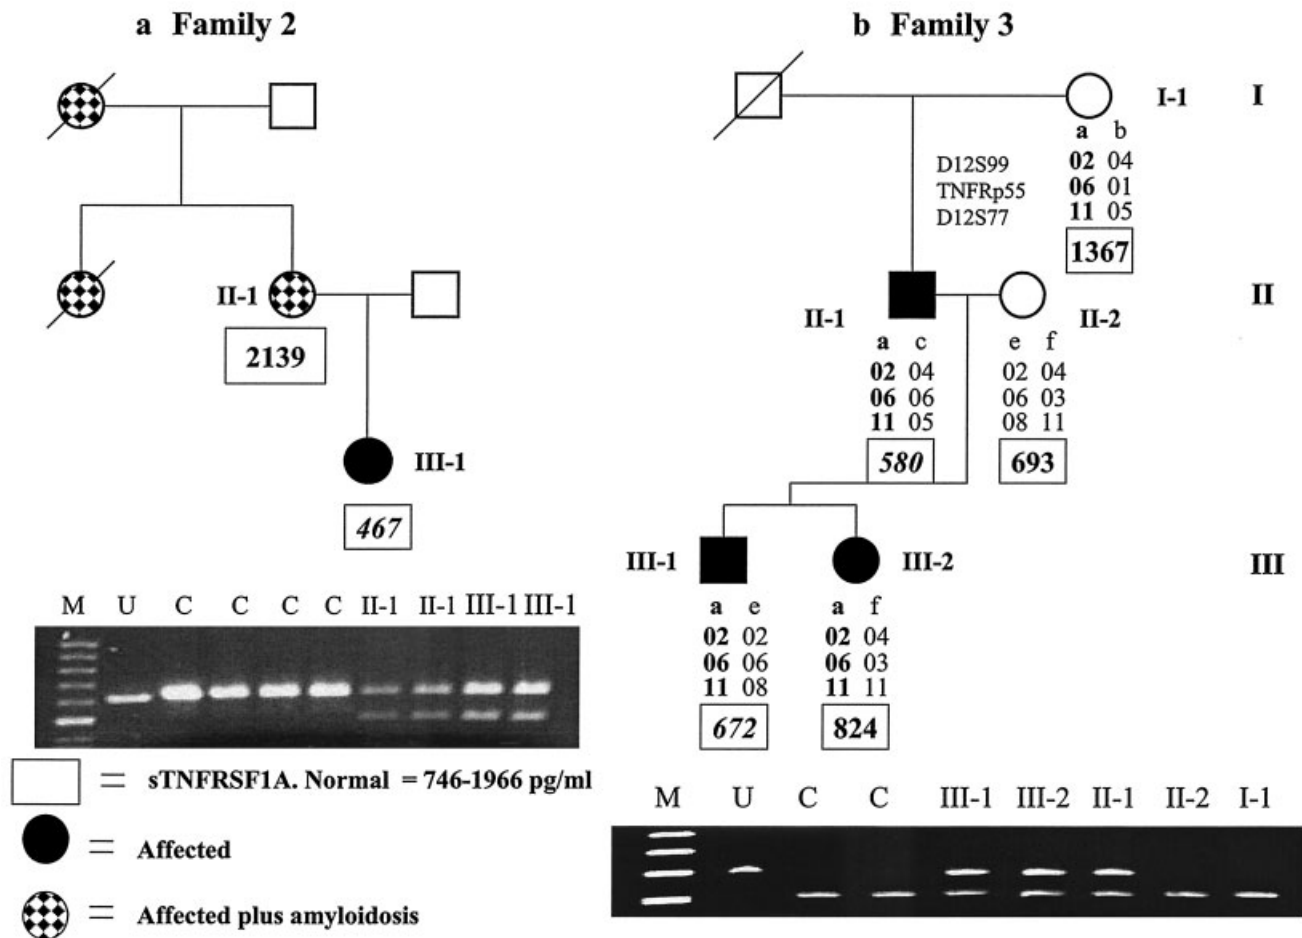 a Family 2
II-1
2139
III-1
467
M U C C C C II-1 II-1 III-1 III-1
= sTNFRSF1A. Normal = 746-1966 pg/ml
= Affected
= Affected plus amyloidosis
b Family 3
I-1 I
a b
D12S99 02 04
TNFRp55 06 01
D12S77 11 05
1367
II-1 II-2 II
a c e f
02 04 02 04
06 06 06 03
11 05 08 11
580 693
III-1 III-2 III
a e a f
02 02 02 04
06 06 06 03
11 08 11 11
672 824
M U C C III-1 III-2 II-1 II-2 I-1